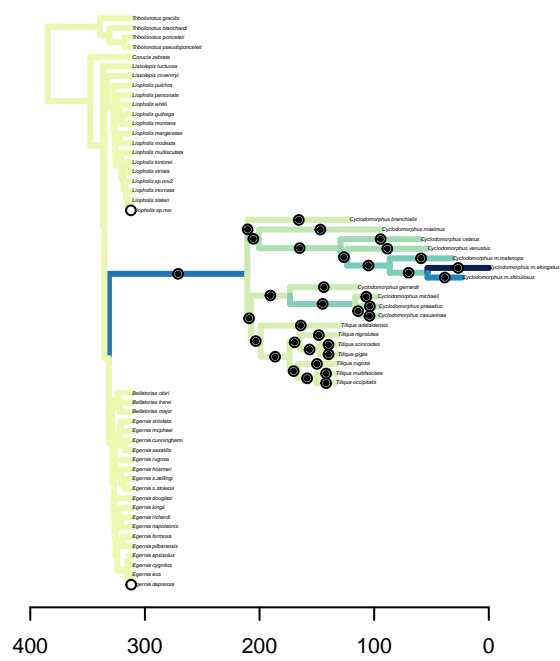 Tribolonotus gracilis
Tribolonotus blanchardi
Tribolonotus ponceleti
Tribolonotus pseudoponceleti
Corucia zebrata
Lissolepis luctuosa
Lissolepis coventryi
Liopholis pulchra
Liopholis personata
Liopholis whitii
Liopholis guthega
Liopholis montana
Liopholis margaretae
Liopholis modesta
Liopholis multiscutata
Liopholis kintorei
Liopholis striata
Liopholis sp.nov2
Liopholis inornata
Liopholis slateri
Liopholis sp.nov
Cyclodomorphus branchialis
Cyclodomorphus maximus
Cyclodomorphus celatus
Cyclodomorphus venustus
Cyclodomorphus m.melanops
Cyclodomorphus m.elongatus
Cyclodomorphus m.siticulosus
Cyclodomorphus gerrardii
Cyclodomorphus michaeli
Cyclodomorphus praealtus
Cyclodomorphus casuarinae
Tiliqua adelaidensis
Tiliqua nigrolutea
Tiliqua scincoides
Tiliqua gigas
Tiliqua rugosa
Tiliqua multifasciata
Tiliqua occipitalis
Bellatorias obiri
Bellatorias frerei
Bellatorias major
Egernia striolata
Egernia mcpheei
Egernia cunninghami
Egernia saxatilis
Egernia rugosa
Egernia hosmeri
Egernia s.zellingi
Egernia s.stokesii
Egernia douglasi
Egernia kingii
Egernia richardi
Egernia napoleonis
Egernia formosa
Egernia pilbarensis
Egernia epsisolus
Egernia cygnitos
Egernia eos
Egernia depressa
400 300 200 100 0